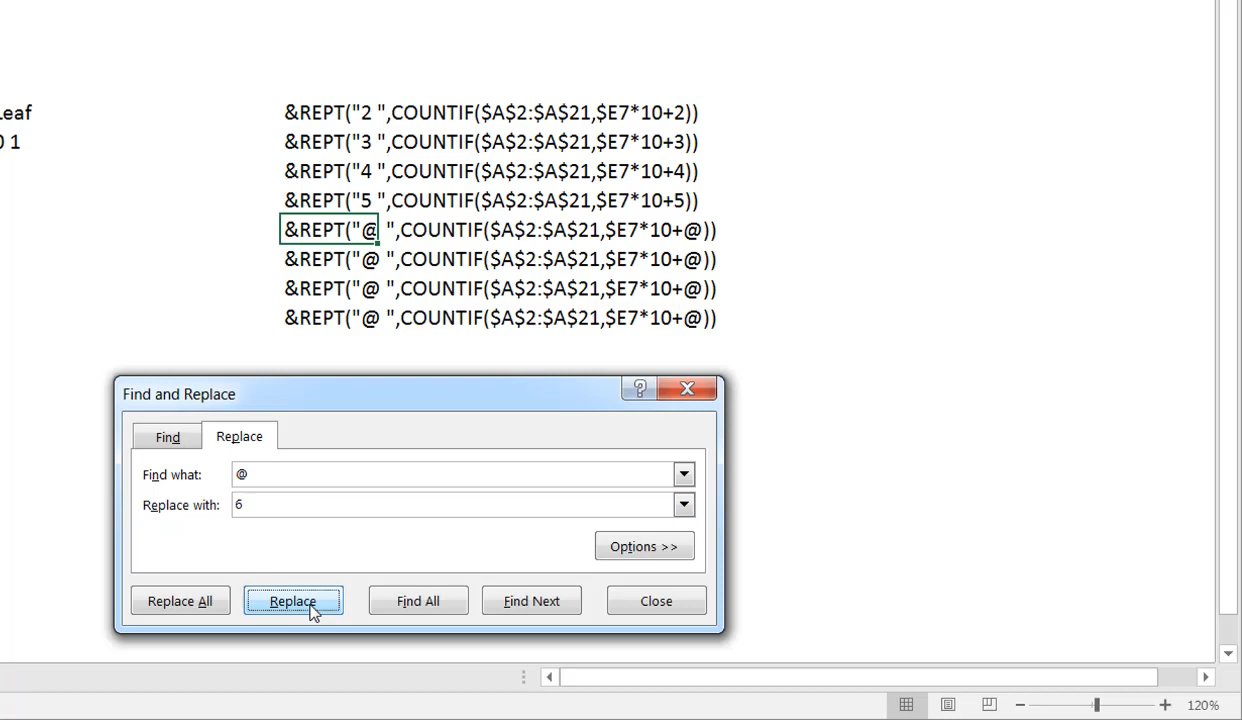 Leaf
&REPT("2 ",COUNTIF($A$2:$A$21,$E7*10+2))
0 1
&REPT("3 ",COUNTIF($A$2:$A$21,$E7*10+3))
&REPT("4 ",COUNTIF($A$2:$A$21,$E7*10+4))
&REPT("5 ",COUNTIF($A$2:$A$21,$E7*10+5))
&REPT("@ ",COUNTIF($A$2:$A$21,$E7*10+@))
&REPT("@ ",COUNTIF($A$2:$A$21,$E7*10+@))
&REPT("@ ",COUNTIF($A$2:$A$21,$E7*10+@))
&REPT("@ ",COUNTIF($A$2:$A$21,$E7*10+@))
Find and Replace
Find Replace
Find what: @
Replace with: 6
Options >>
Replace All Replace Find All Find Next Close
120%